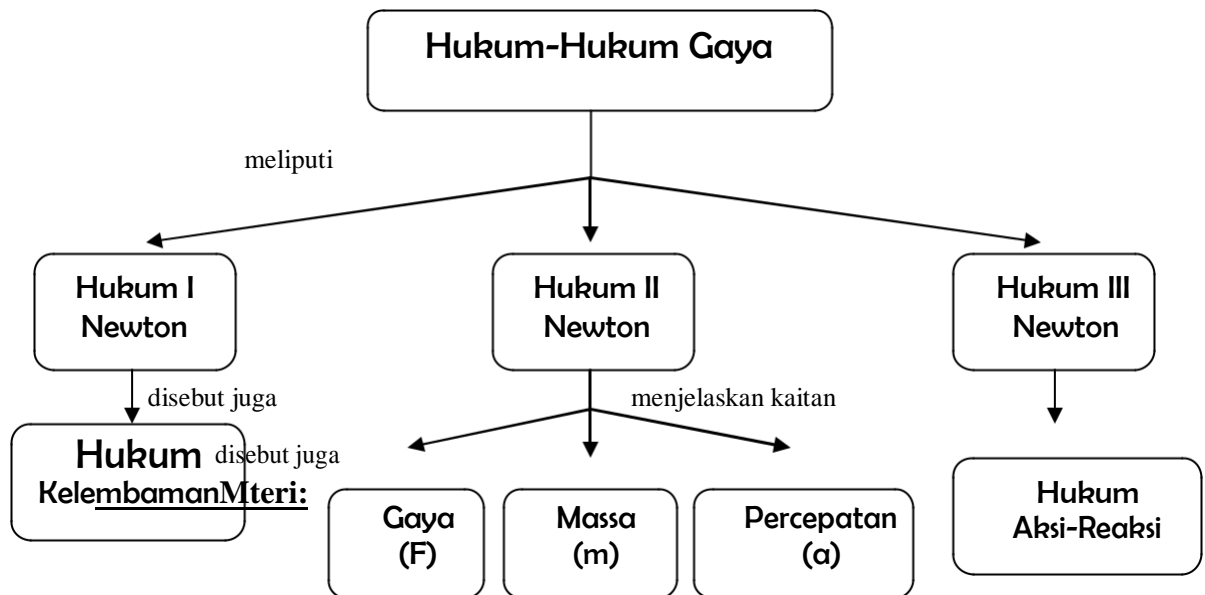 Hukum-Hukum Gaya
meliputi
Hukum I
Newton
Hukum II
Newton
Hukum III
Newton
disebut juga
menjelaskan kaitan
Hukum
disebut juga
KelembamanMteri:
Gaya
(F)
Massa
(m)
Percepatan
(a)
Hukum
Aksi-Reaksi